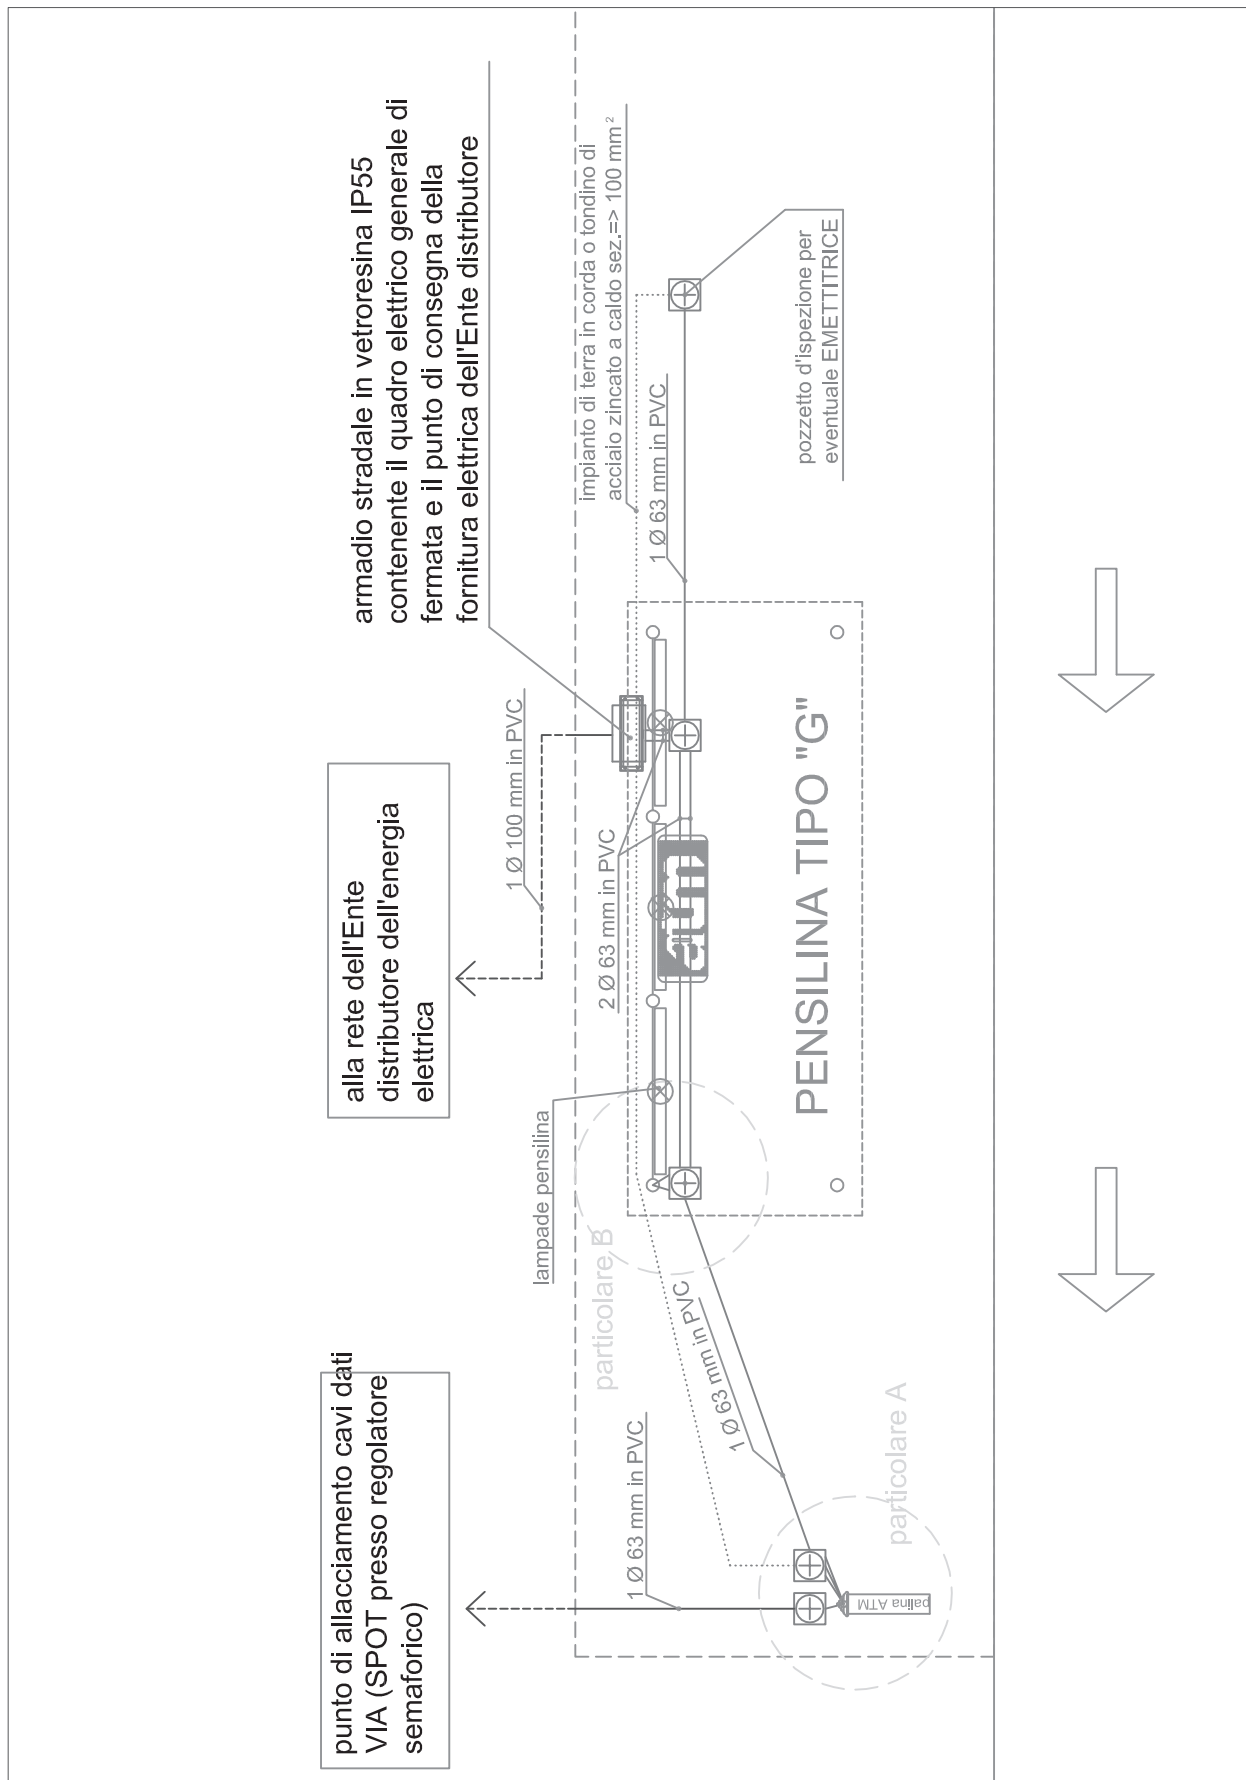 punto di allacciamento cavi dati
VIA (SPOT presso regolatore
semaforico)
alla rete dell'Ente
distributore dell'energia
elettrica
armadio stradale in vetroresina IP55
contenente il quadro elettrico generale di
fermata e il punto di consegna della
fornitura elettrica dell'Ente distributore
1 Ø 100 mm in PVC
lampade pensilina
impianto di terra in corda o tondino di
acciaio zincato a caldo sez.=> 100 mm²
particolare B
2 Ø 63 mm in PVC
1 Ø 63 mm in PVC
1 Ø 63 mm in PVC
1 Ø 63 mm in PVC
PENSILINA TIPO "G"
pozzetto d'ispezione per
eventuale EMETTITRICE
particolare A
palina ATM